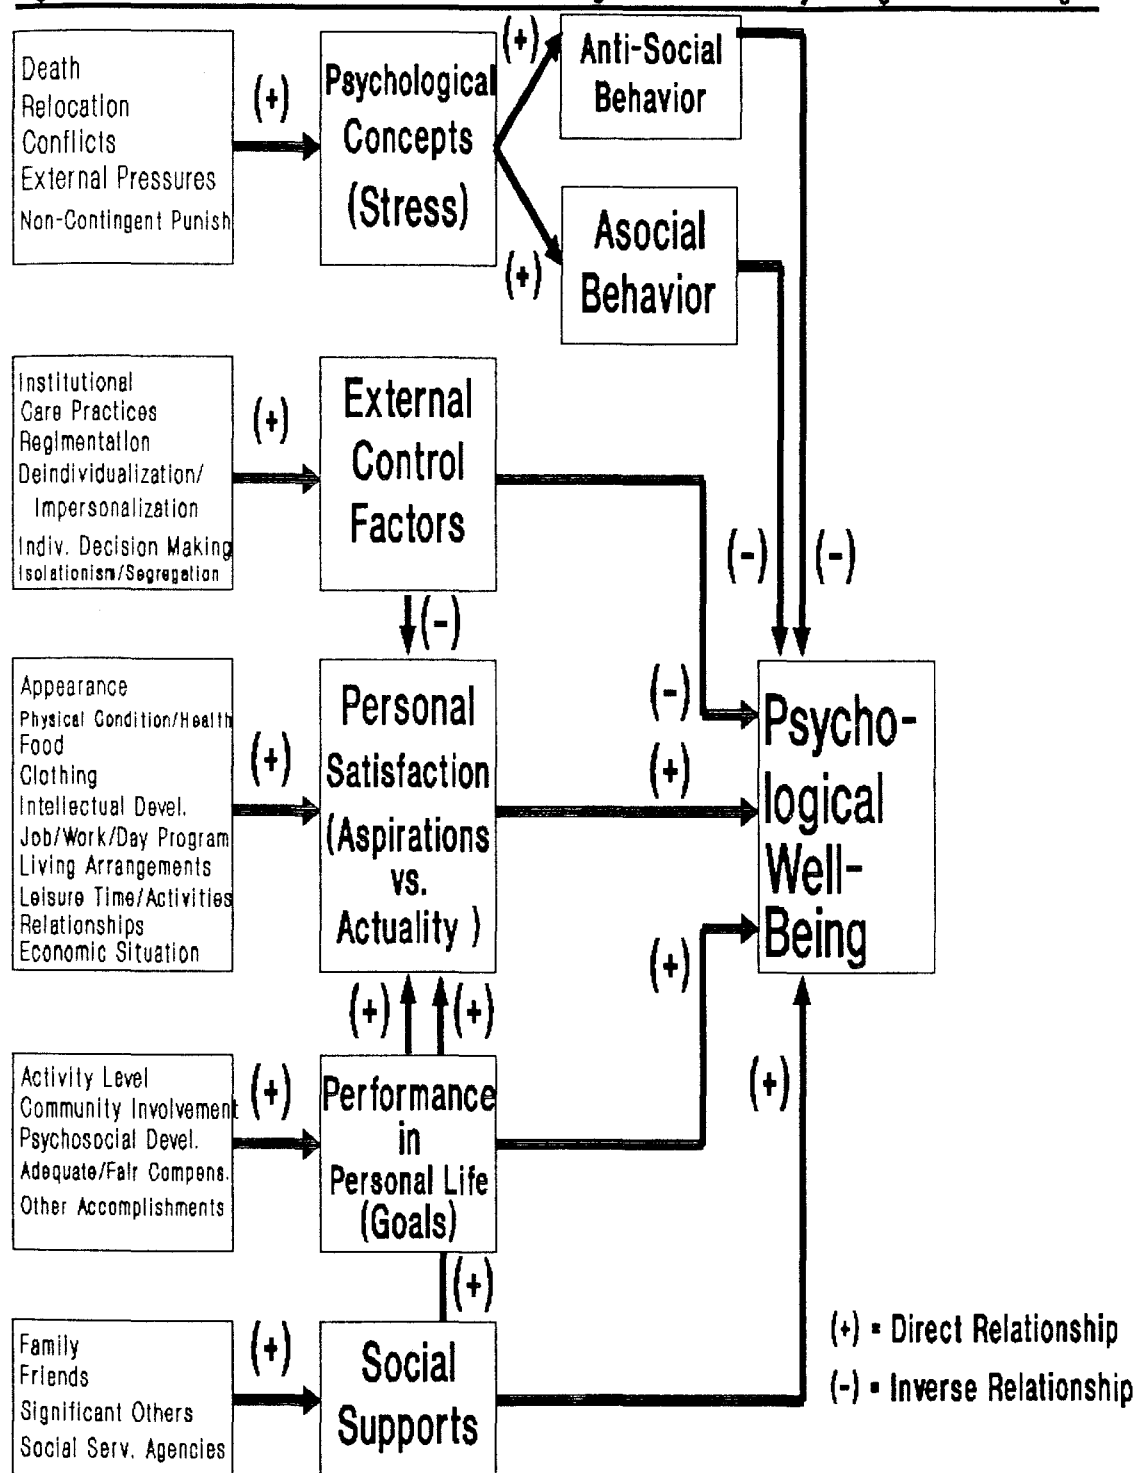 Death
Relocation
Conflicts
External Pressures
Non-Contingent Punish
(+)
Psychological
Concepts
(Stress)
(+)
(+)
Anti-Social
Behavior
Asocial
Behavior
Institutional
Care Practices
Regimentation
Deindividualization/
Impersonalization
Indiv. Decision Making
Isolationism/Segregation
(+)
External
Control
Factors
(-)
(-)
(-)
(-)
Appearance
Physical Condition/Health
Food
Clothing
Intellectual Devel.
Job/Work/Day Program
Living Arrangements
Leisure Time/Activities
Relationships
Economic Situation
(+)
Personal
Satisfaction
(Aspirations
vs.
Actuality )
(+)
Psycho-
logical
Well-
Being
(+)
(+)
(+)
Activity Level
Community Involvement
Psychosocial Devel.
Adequate/Fair Compens.
Other Accomplishments
(+)
Performance
in
Personal Life
(Goals)
(+)
(+)
Family
Friends
Significant Others
Social Serv. Agencies
(+)
Social
Supports
(+) = Direct Relationship
(-) = Inverse Relationship